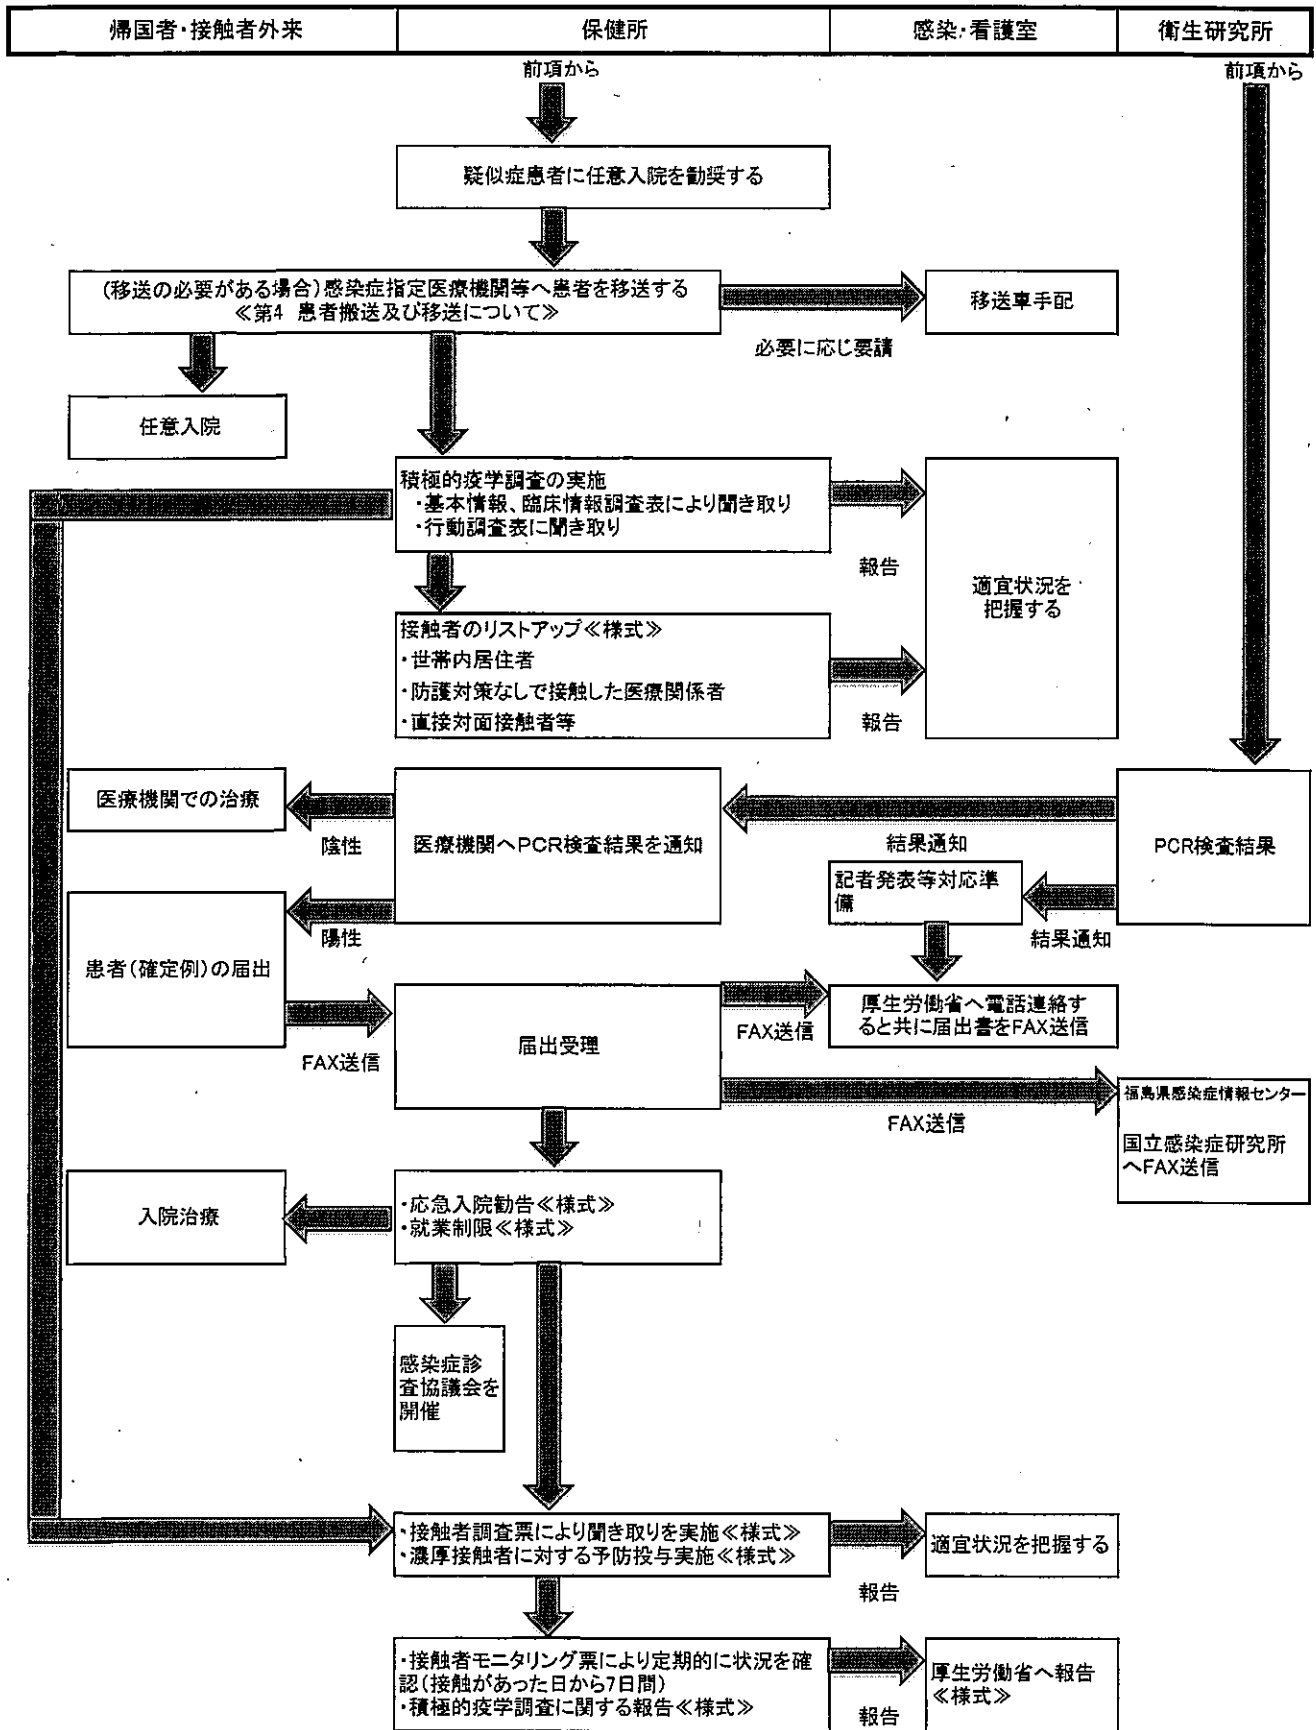 帰国者・接触者外来
保健所
感染・看護室
衛生研究所
前項から
前項から
疑似症患者に任意入院を勧奨する
(移送の必要がある場合)感染症指定医療機関等へ患者を移送する
≪第4 患者搬送及び移送について≫
移送車手配
必要に応じ要請
任意入院
積極的疫学調査の実施
・基本情報、臨床情報調査表により聞き取り
・行動調査表に聞き取り
報告
適宜状況を
把握する
接触者のリストアップ≪様式≫
・世帯内居住者
・防護対策なしで接触した医療関係者
・直接対面接触者等
報告
医療機関での治療
陰性
医療機関へPCR検査結果を通知
結果通知
PCR検査結果
記者発表等対応準
備
結果通知
陽性
患者(確定例)の届出
FAX送信
届出受理
FAX送信
厚生労働省へ電話連絡す
ると共に届出書をFAX送信
FAX送信
福島県感染症情報センター
国立感染症研究所
へFAX送信
入院治療
・応急入院勧告≪様式≫
・就業制限≪様式≫
感染症診
査協議会を
開催
・接触者調査票により聞き取りを実施≪様式≫
・濃厚接触者に対する予防投与実施≪様式≫
報告
適宜状況を把握する
・接触者モニタリング票により定期的に状況を確
認(接触があった日から7日間)
・積極的疫学調査に関する報告≪様式≫
報告
厚生労働省へ報告
≪様式≫